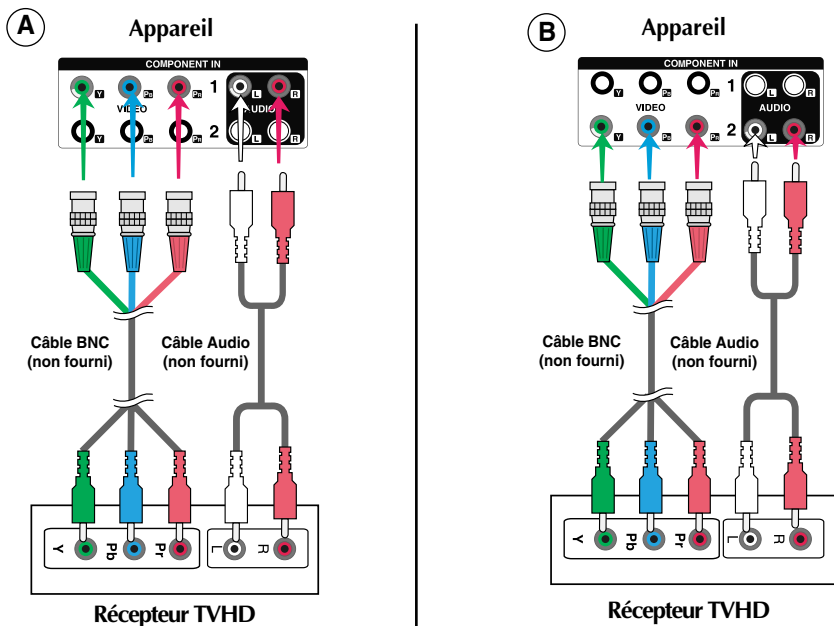 A
Appareil
COMPONENT IN
1
Y
PB
PR
L
R
VIDEO
AUDIO
2
Y
PB
PR
L
R
Câble BNC
(non fourni)
Câble Audio
(non fourni)
Y
Pb
Pr
L
R
Récepteur TVHD
B
Appareil
COMPONENT IN
1
Y
PB
PR
L
R
VIDEO
AUDIO
2
Y
PB
PR
L
R
Câble BNC
(non fourni)
Câble Audio
(non fourni)
Y
Pb
Pr
L
R
Récepteur TVHD